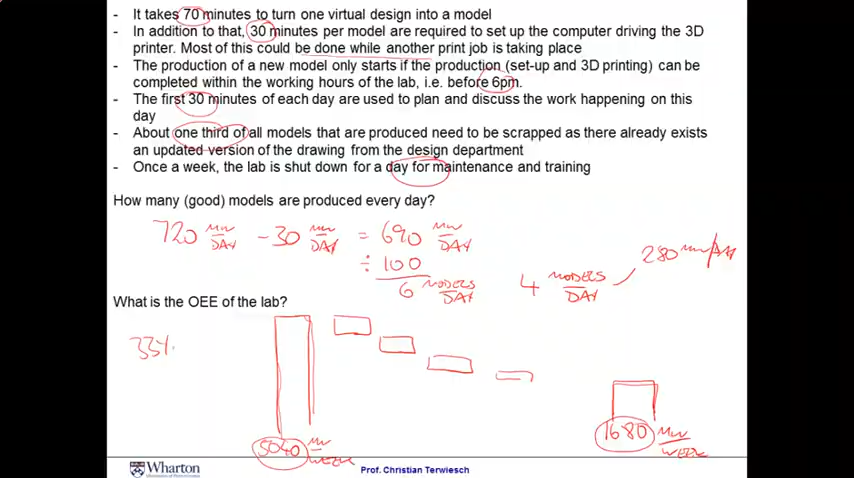 - It takes 70 minutes to turn one virtual design into a model
- In addition to that, 30 minutes per model are required to set up the computer driving the 3D
printer. Most of this could be done while another print job is taking place
- The production of a new model only starts if the production (set-up and 3D printing) can be
completed within the working hours of the lab, i.e. before 6pm.
- The first 30 minutes of each day are used to plan and discuss the work happening on this
day
- About one third of all models that are produced need to be scrapped as there already exists
an updated version of the drawing from the design department
- Once a week, the lab is shut down for a day for maintenance and training
How many (good) models are produced every day?
720 MIN/DAY - 30 MIN/DAY = 690 MIN/DAY
÷ 100
6 MODELS/DAY 4 MODELS/DAY 280 MIN/DAY
What is the OEE of the lab?
33%
5040 MIN/WEEK 1680 MIN/WEEK
Wharton
Prof. Christian Terwiesch